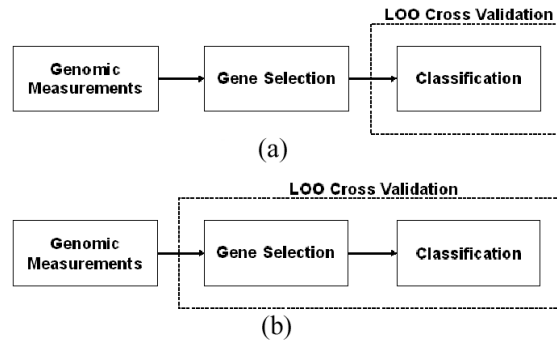 LOO Cross Validation
Genomic
Measurements
Gene Selection
Classification
(a)
LOO Cross Validation
Genomic
Measurements
Gene Selection
Classification
(b)